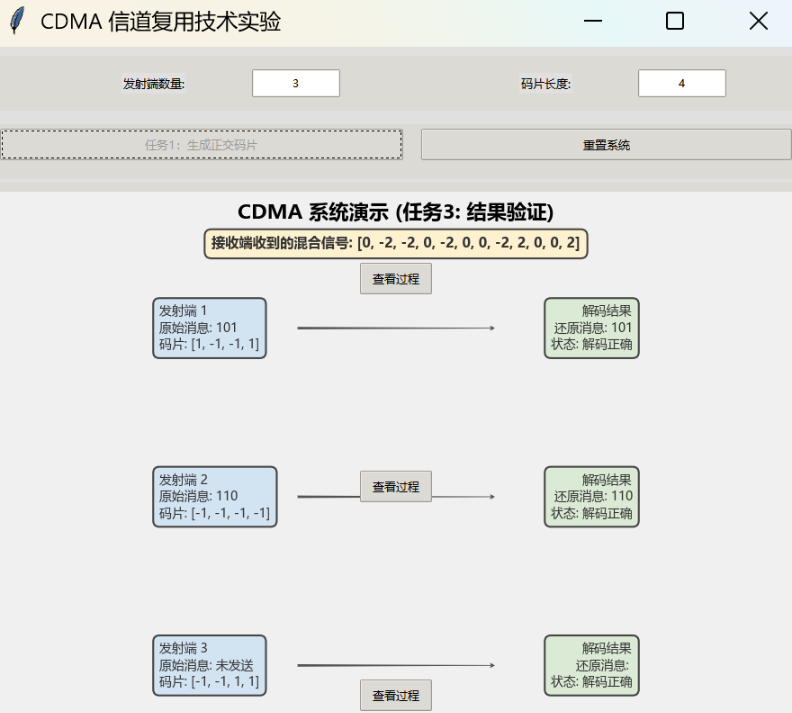 CDMA 信道复用技术实验
发射端数量: 3 码片长度: 4
任务1：生成正交码片 重置系统
CDMA 系统演示 (任务3: 结果验证)
接收端收到的混合信号: [0, -2, -2, 0, -2, 0, 0, -2, 2, 0, 0, 2]
查看过程
发射端 1
原始消息: 101
码片: [1, -1, -1, 1]
解码结果
还原消息: 101
状态: 解码正确
发射端 2
原始消息: 110
码片: [-1, -1, -1, -1]
查看过程
解码结果
还原消息: 110
状态: 解码正确
发射端 3
原始消息: 未发送
码片: [-1, -1, 1, 1]
查看过程
解码结果
还原消息:
状态: 解码正确